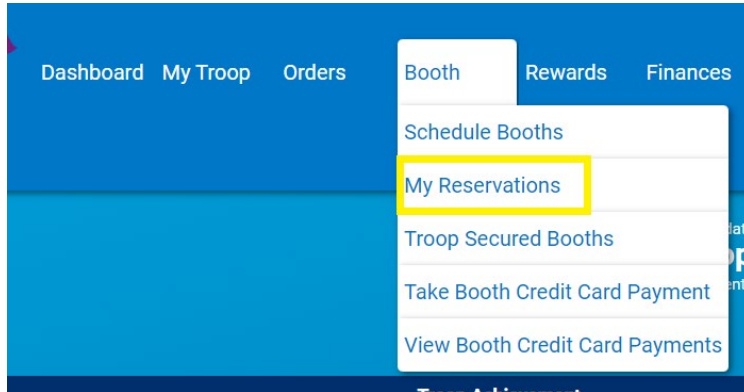 Dashboard My Troop Orders Booth Rewards Finances
Schedule Booths
My Reservations
Troop Secured Booths
Take Booth Credit Card Payment
View Booth Credit Card Payments